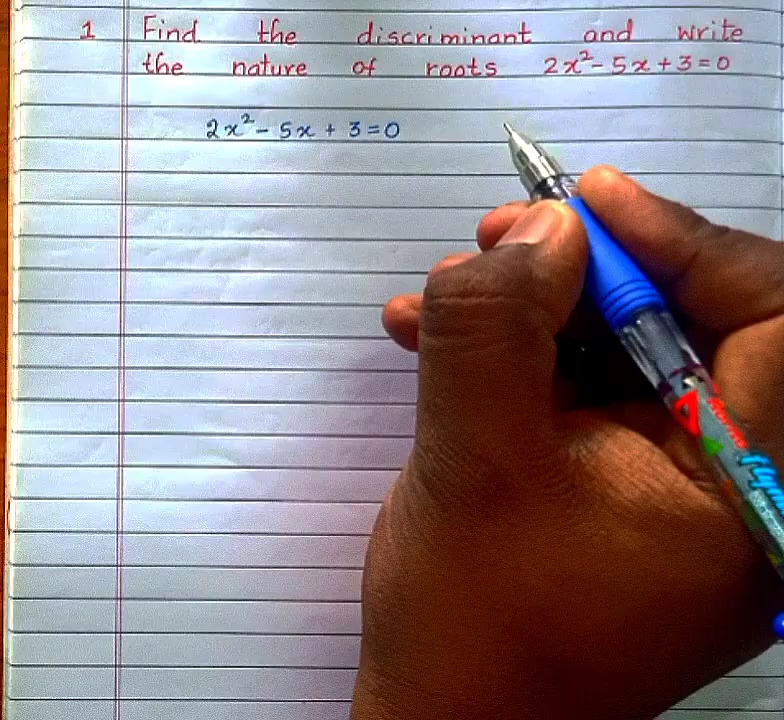 1 Find the discriminant and write
the nature of roots 2x² - 5x + 3 = 0
2x² - 5x + 3 = 0